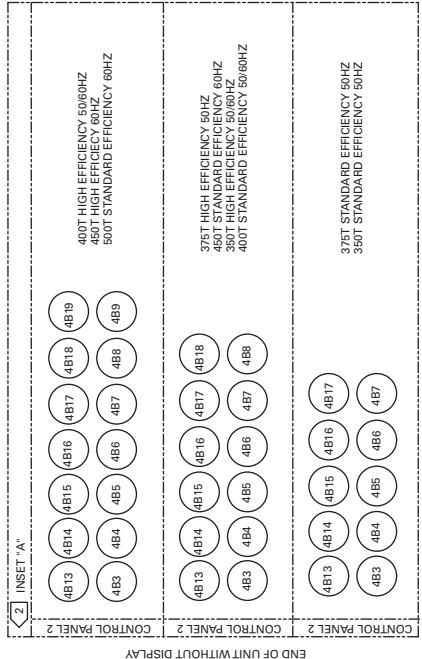 2 INSET "A"
4B13 4B14 4B15 4B16 4B17 4B18 4B19
4B3 4B4 4B5 4B6 4B7 4B8 4B9
400T HIGH EFFICIENCY 50/60HZ
450T HIGH EFFICIECY 60HZ
500T STANDARD EFFICIENCY 60HZ
CONTROL PANEL 2
4B13 4B14 4B15 4B16 4B17 4B18
4B3 4B4 4B5 4B6 4B7 4B8
375T HIGH EFFICIENCY 50HZ
450T STANDARD EFFICIENCY 60HZ
350T HIGH EFFICIENCY 50/60HZ
400T STANDARD EFFICIENCY 50/60HZ
CONTROL PANEL 2
4B13 4B14 4B15 4B16 4B17
4B3 4B4 4B5 4B6 4B7
375T STANDARD EFFICIENCY 50HZ
350T STANDARD EFFICIENCY 50HZ
CONTROL PANEL 2
END OF UNIT WITHOUT DISPLAY